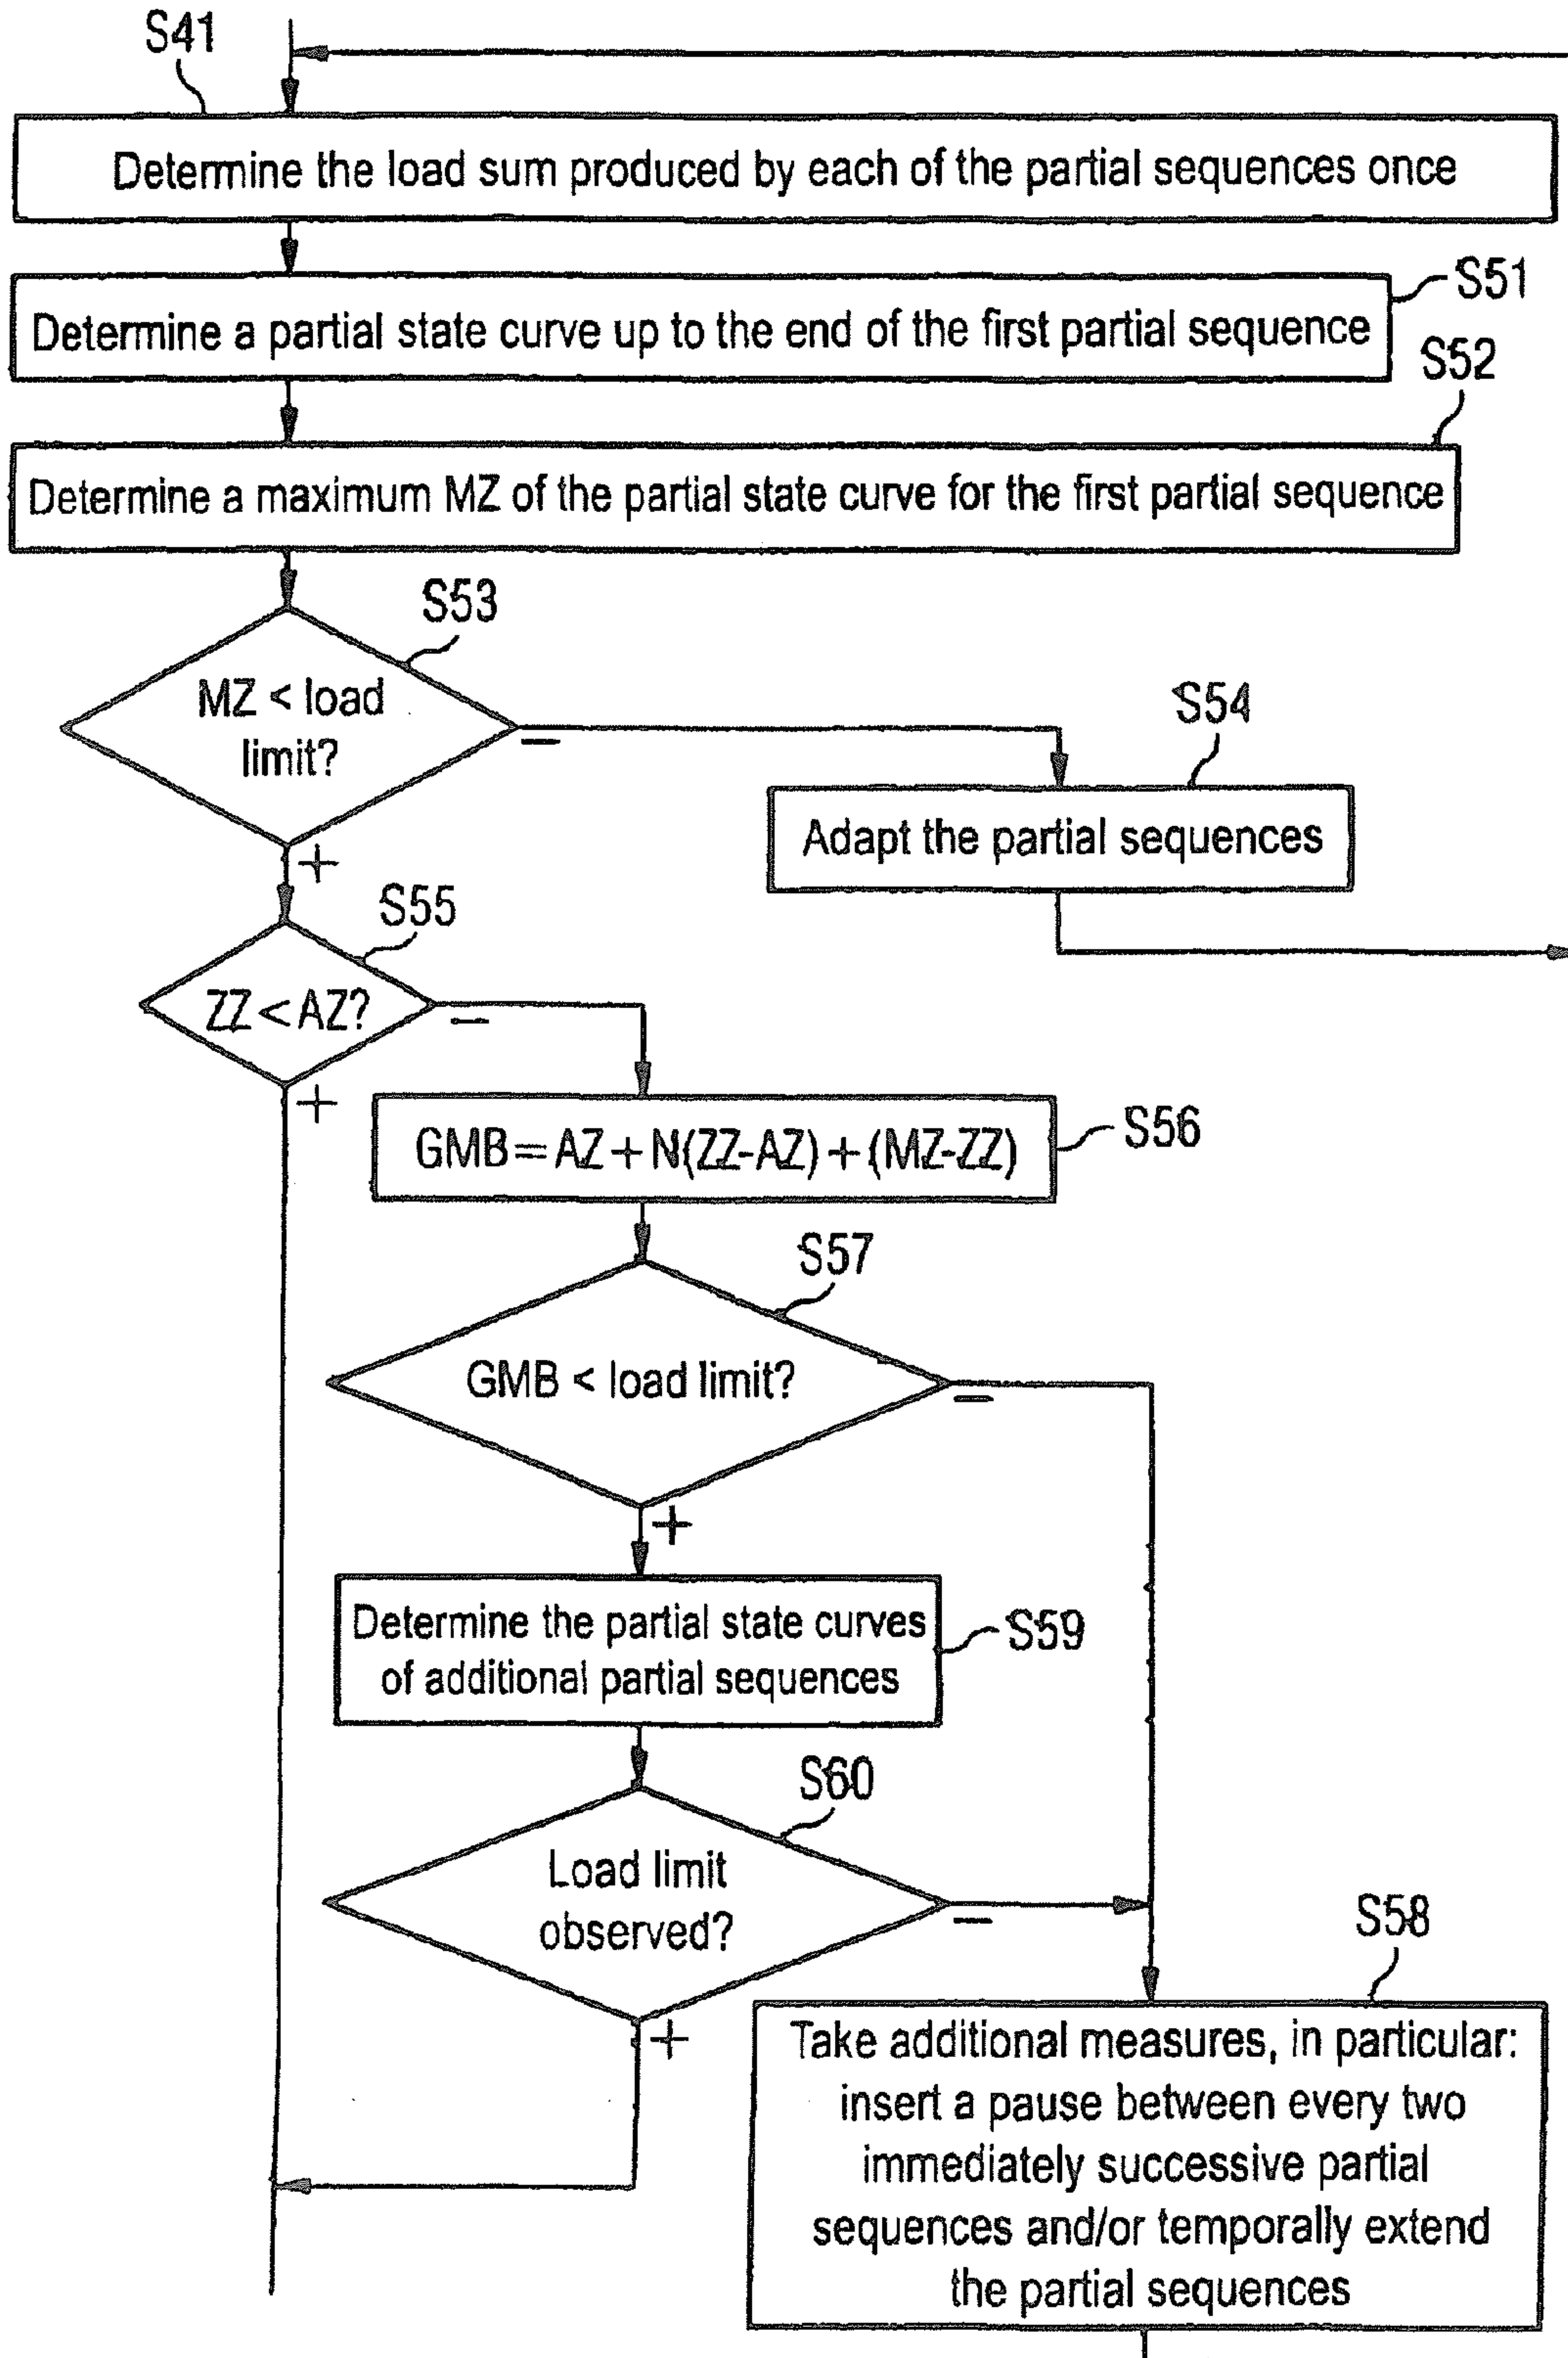 S41
Determine the load sum produced by each of the partial sequences once
S51
Determine a partial state curve up to the end of the first partial sequence
S52
Determine a maximum MZ of the partial state curve for the first partial sequence
S53
MZ < load
limit?
−
+
S54
Adapt the partial sequences
S55
ZZ < AZ?
−
+
GMB = AZ + N(ZZ-AZ) + (MZ-ZZ)
S56
S57
GMB < load limit?
−
+
Determine the partial state curves
of additional partial sequences
S59
S60
Load limit
observed?
−
+
S58
Take additional measures, in particular:
insert a pause between every two
immediately successive partial
sequences and/or temporally extend
the partial sequences